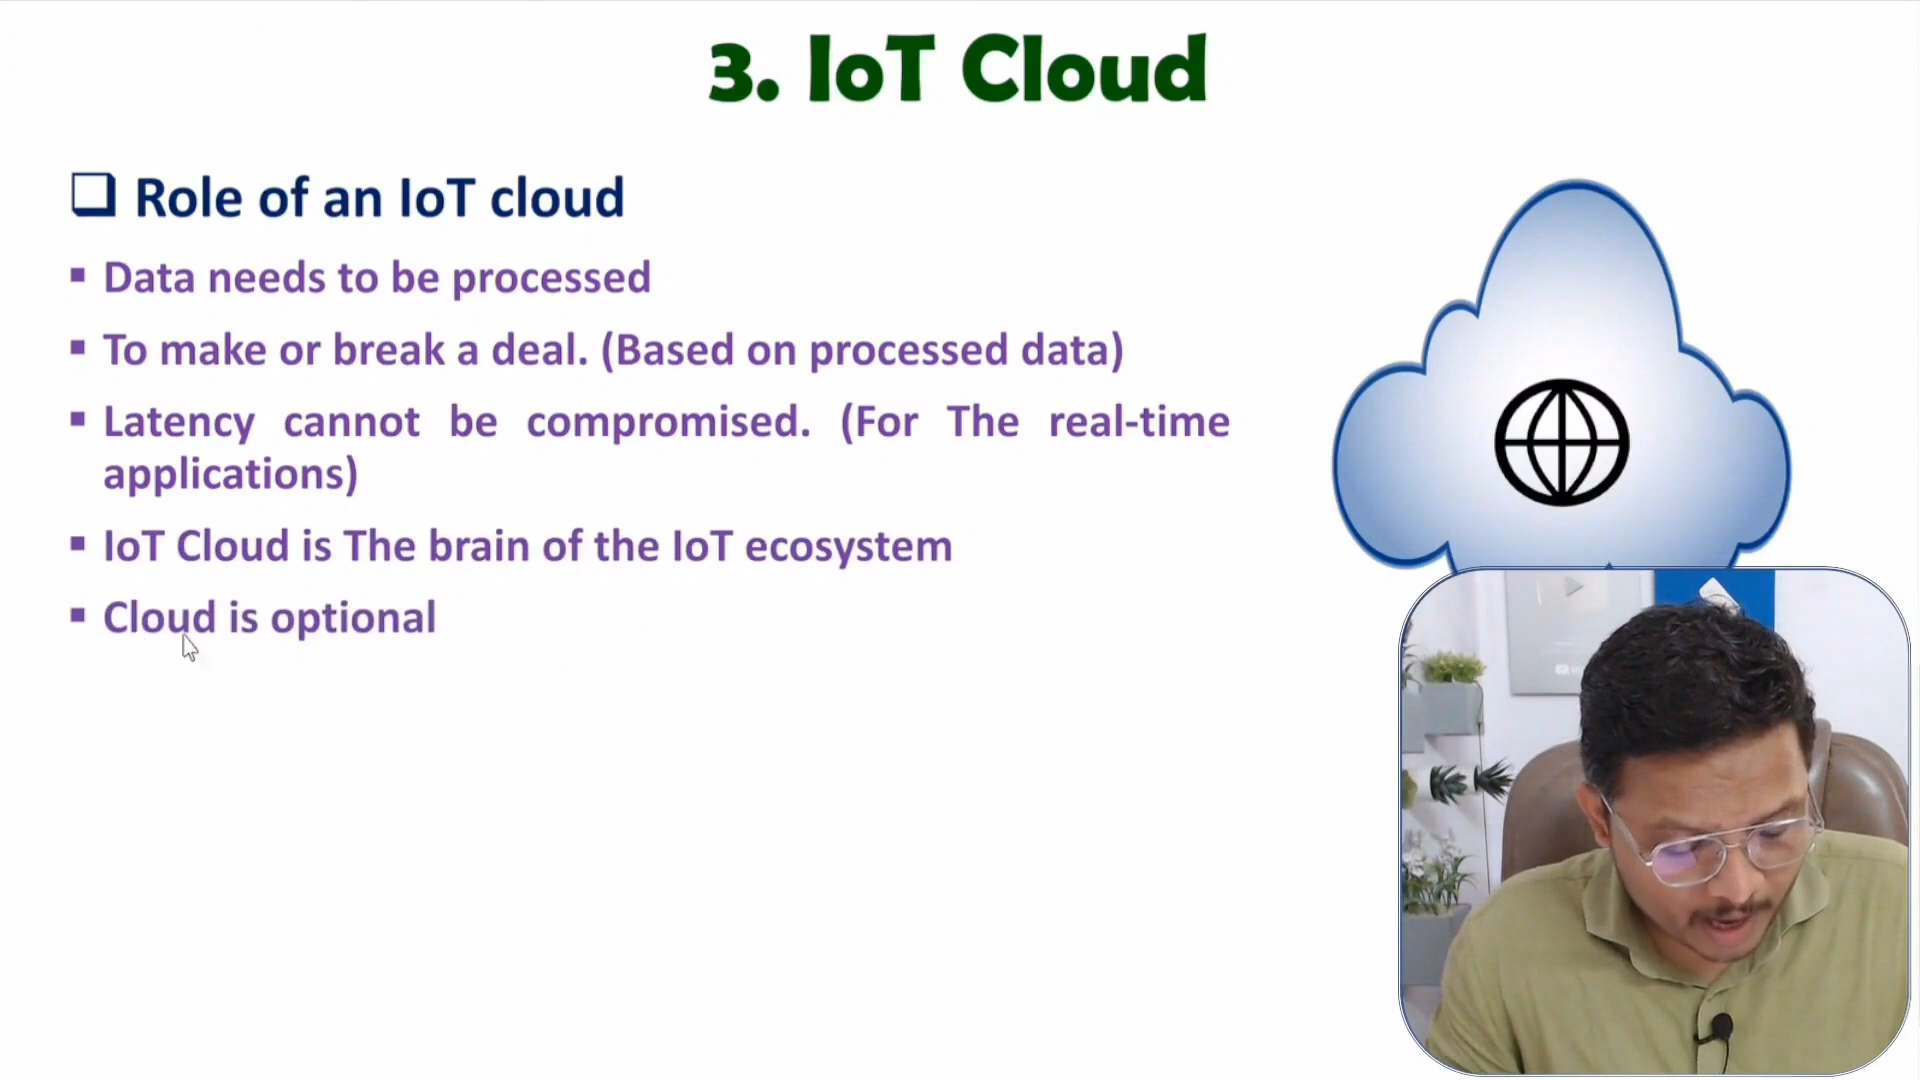 3. IoT Cloud
Role of an IoT cloud
Data needs to be processed
To make or break a deal. (Based on processed data)
Latency cannot be compromised. (For The real-time
applications)
IoT Cloud is The brain of the IoT ecosystem
Cloud is optional